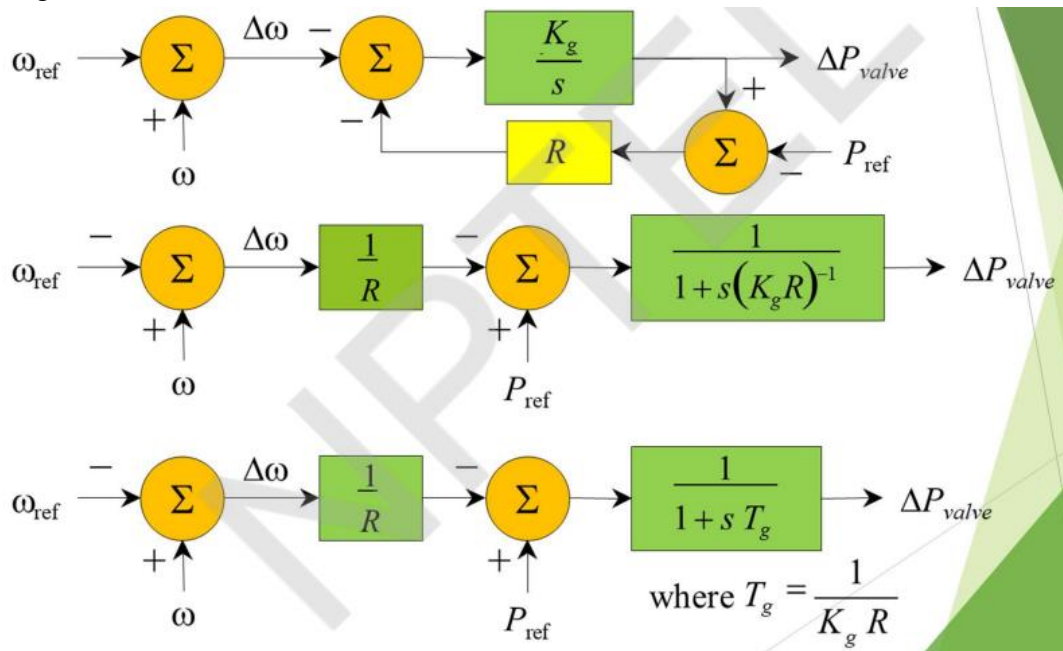 Δω − K_g
ω_ref Σ Σ ΔP_valve
s +
+ − R Σ P_ref
ω −
− Δω 1 − 1
ω_ref Σ Σ ΔP_valve
R 1 + s(K_g R)^−1
+ +
ω P_ref
− Δω 1 − 1
ω_ref Σ Σ ΔP_valve
R 1 + s T_g
+ + where T_g = 1
ω P_ref K_g R
NPTEL